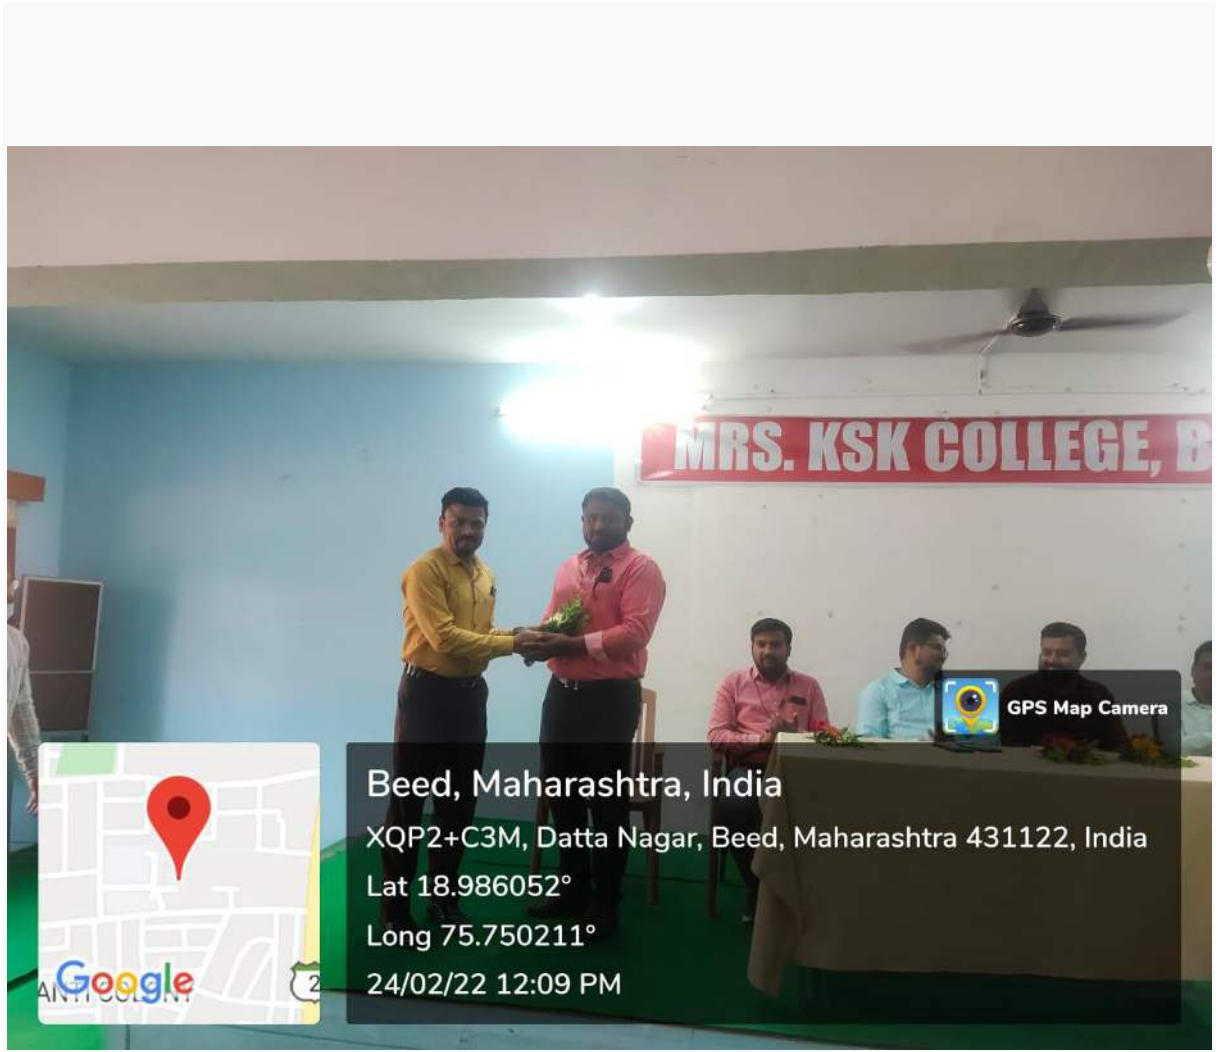 MRS. KSK COLLEGE, B
GPS Map Camera
Beed, Maharashtra, India
XQP2+C3M, Datta Nagar, Beed, Maharashtra 431122, India
Lat 18.986052°
Long 75.750211°
24/02/22 12:09 PM
Google
2